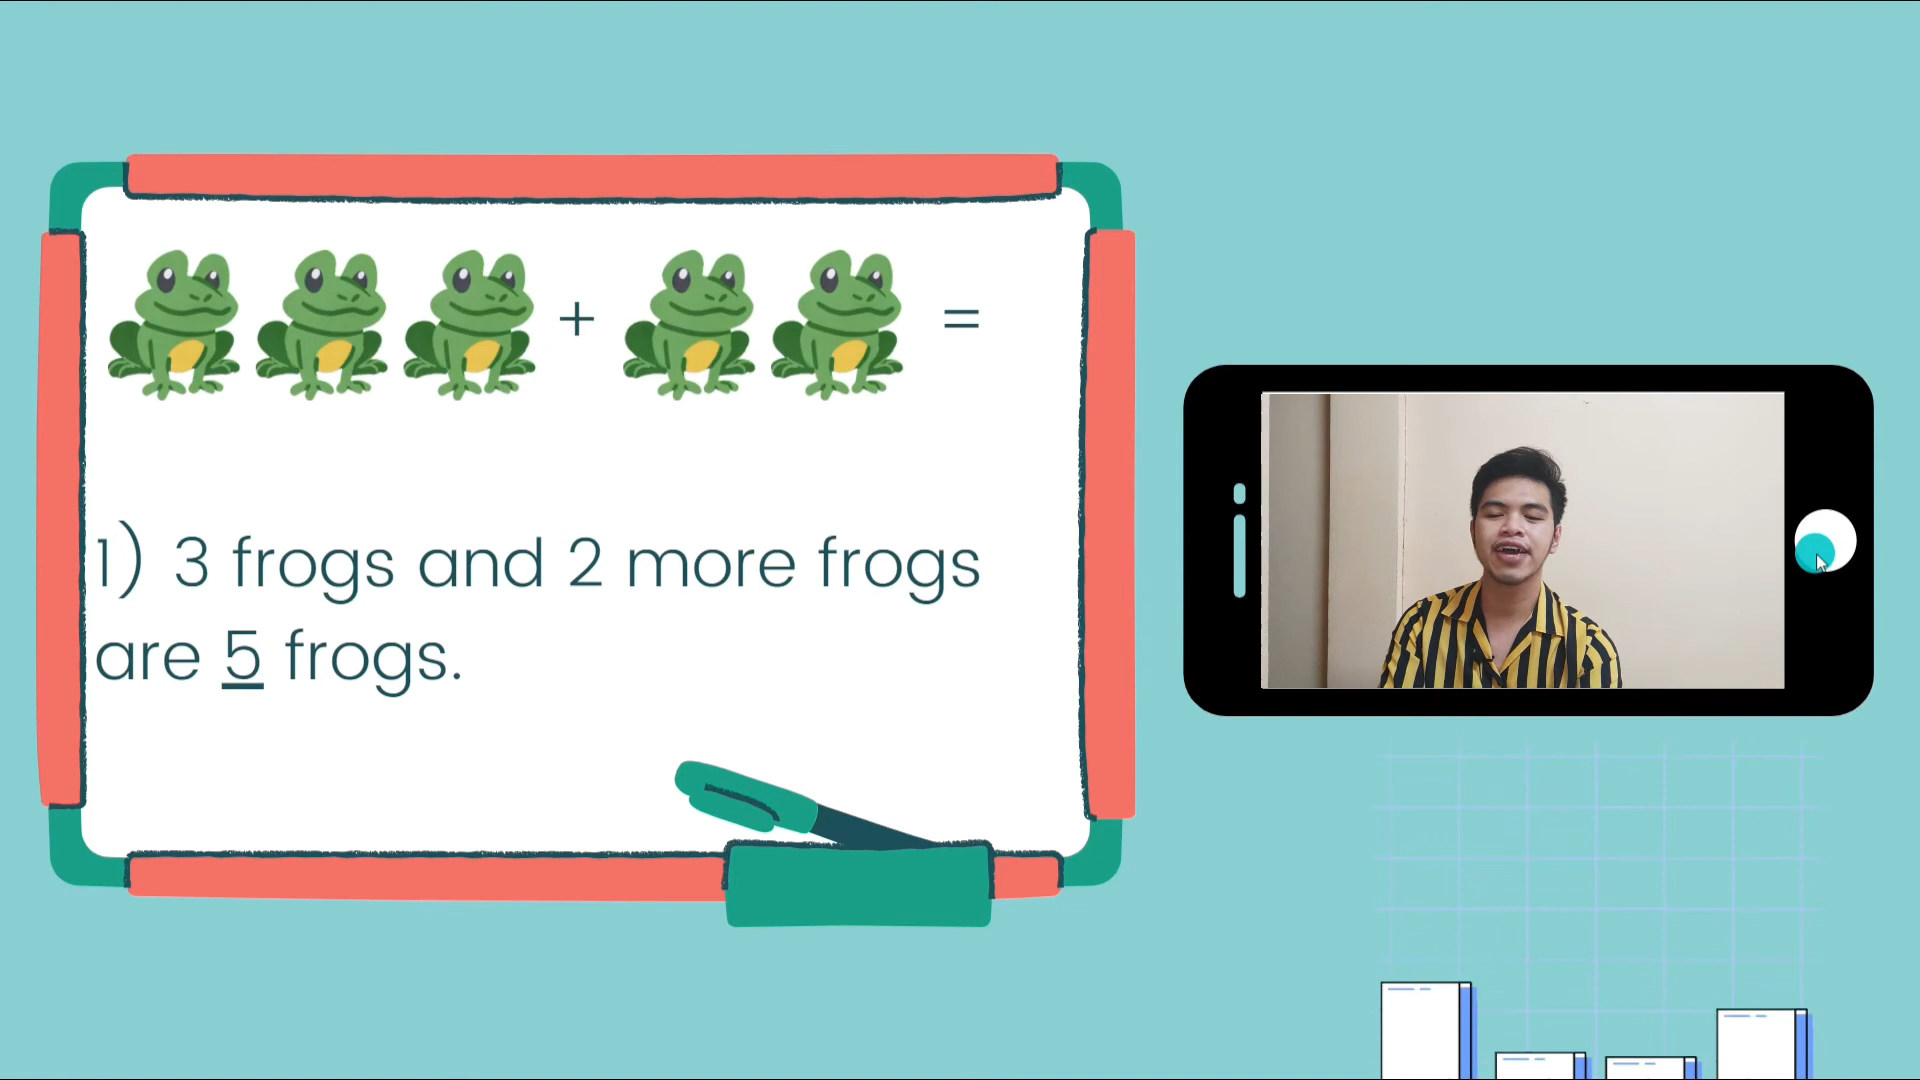 + =
1) 3 frogs and 2 more frogs
are 5 frogs.